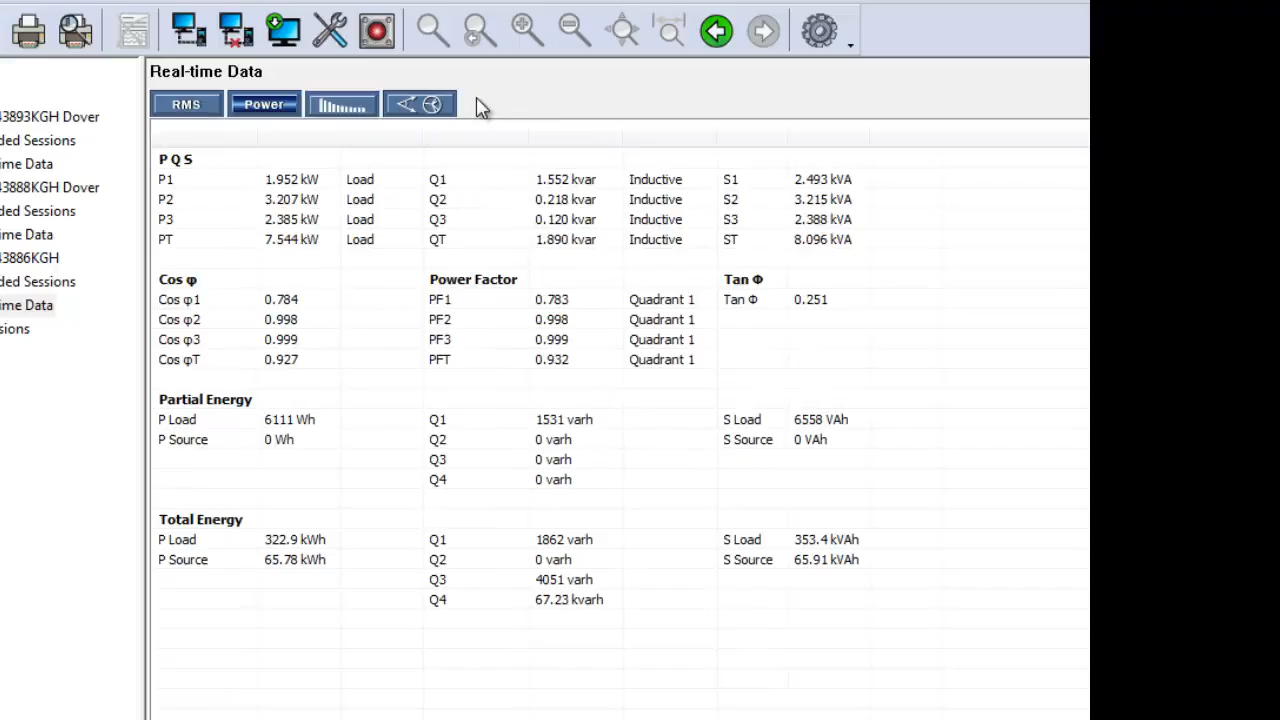 Real-time Data
RMS
Power
43893KGH Dover
ded Sessions
ime Data
43888KGH Dover
ded Sessions
ime Data
43886KGH
ded Sessions
ime Data
sions
P Q S
P1 1.952 kW Load Q1 1.552 kvar Inductive S1 2.493 kVA
P2 3.207 kW Load Q2 0.218 kvar Inductive S2 3.215 kVA
P3 2.385 kW Load Q3 0.120 kvar Inductive S3 2.388 kVA
PT 7.544 kW Load QT 1.890 kvar Inductive ST 8.096 kVA
Cos φ Power Factor Tan Φ
Cos φ1 0.784 PF1 0.783 Quadrant 1 Tan Φ 0.251
Cos φ2 0.998 PF2 0.998 Quadrant 1
Cos φ3 0.999 PF3 0.999 Quadrant 1
Cos φT 0.927 PFT 0.932 Quadrant 1
Partial Energy
P Load 6111 Wh Q1 1531 varh S Load 6558 VAh
P Source 0 Wh Q2 0 varh S Source 0 VAh
Q3 0 varh
Q4 0 varh
Total Energy
P Load 322.9 kWh Q1 1862 varh S Load 353.4 kVAh
P Source 65.78 kWh Q2 0 varh S Source 65.91 kVAh
Q3 4051 varh
Q4 67.23 kvarh